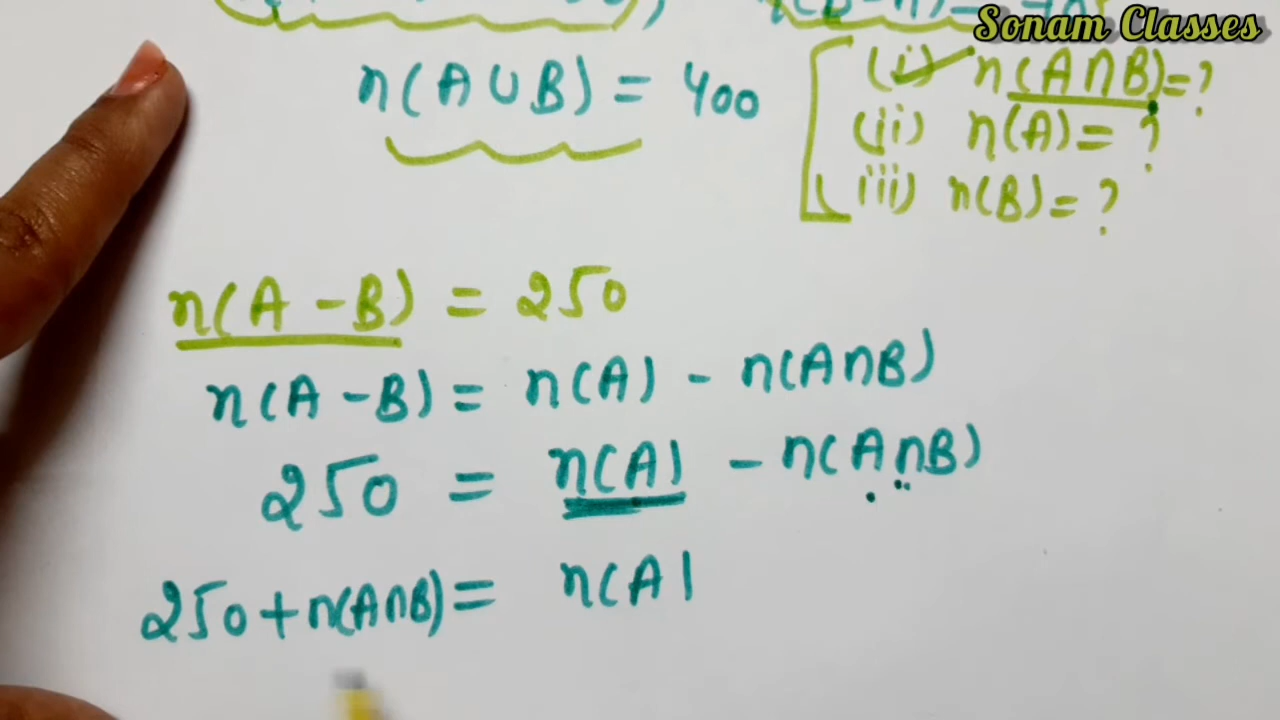 Sonam Classes
n(A∪B) = 400
(i) n(A∩B)=?
(ii) n(A)= ?
(iii) n(B)= ?
n(A-B) = 250
n(A-B) = n(A) - n(A∩B)
250 = n(A) - n(A∩B)
250+n(A∩B)= n(A)